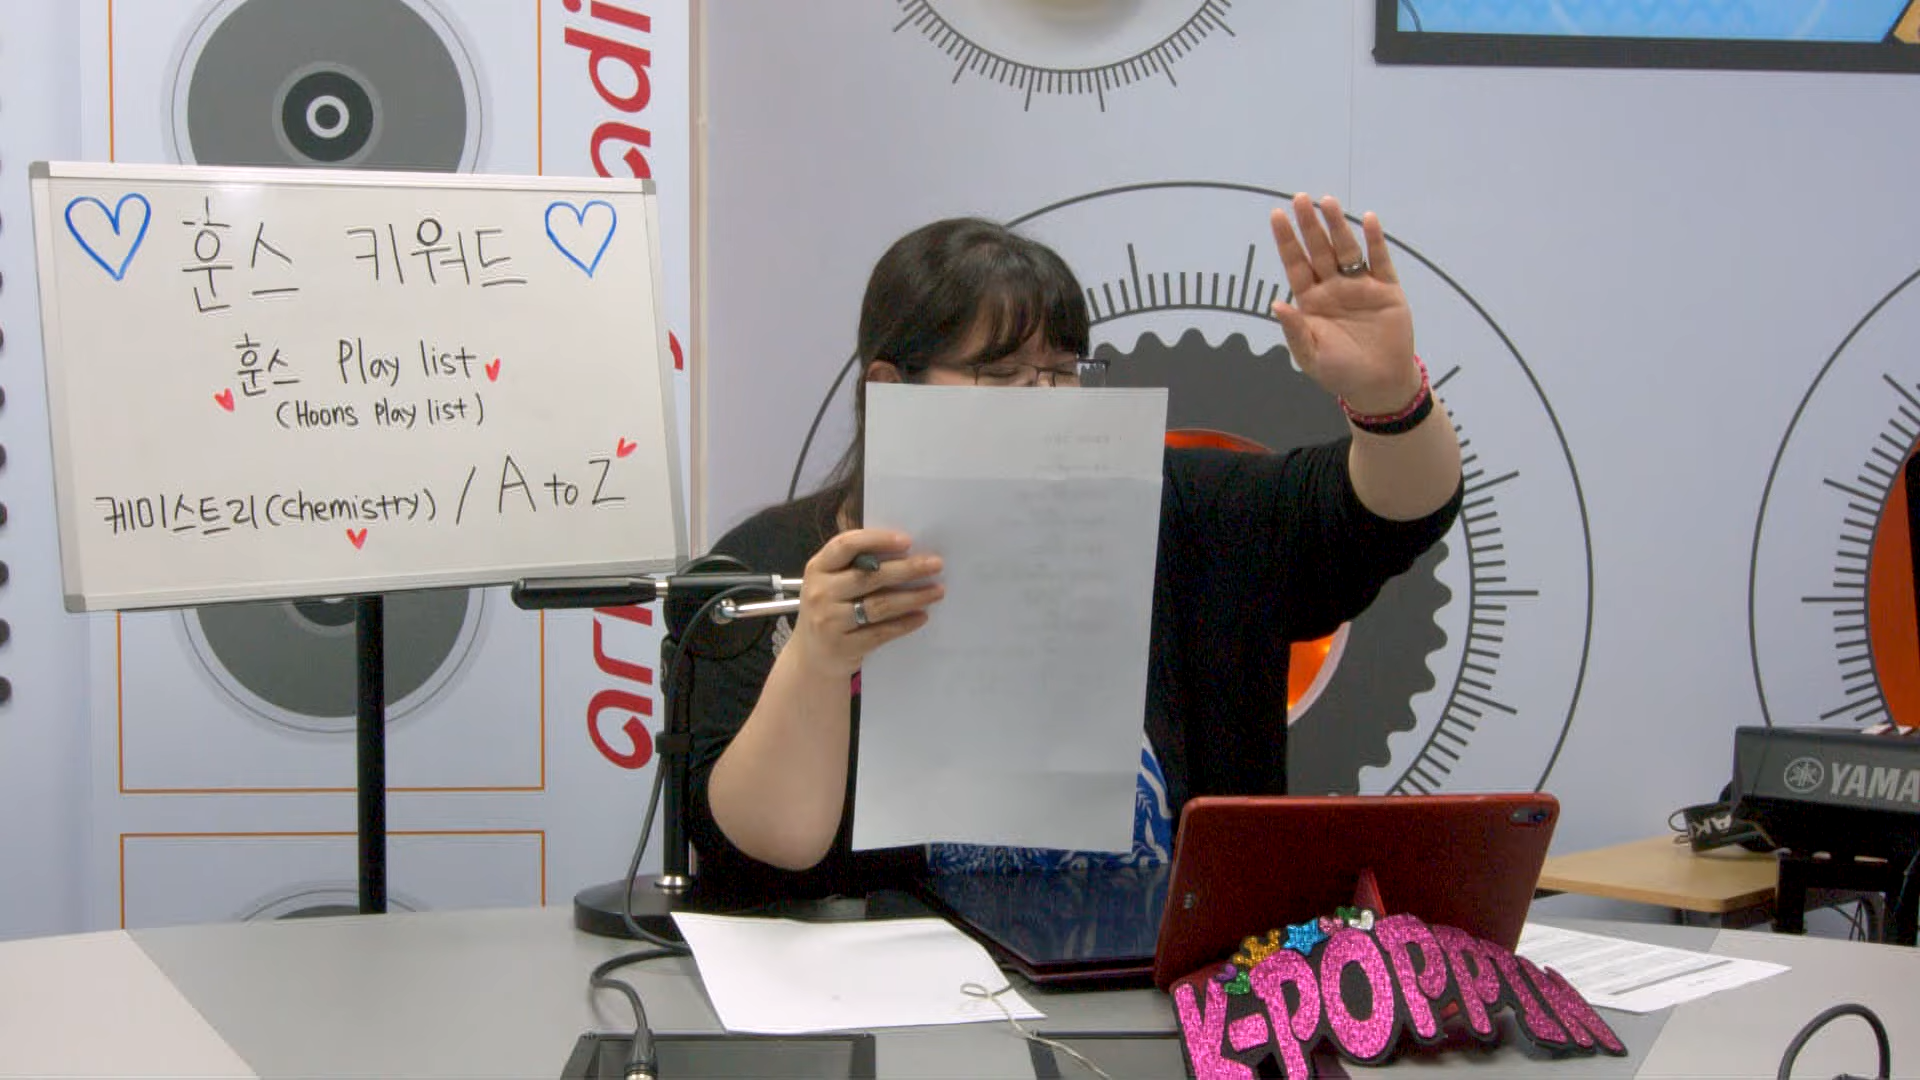 훈스 키워드
훈스 Play list
(Hoons Play list)
케미스트리(chemistry) / A to Z
K-POPPIN
YAMA